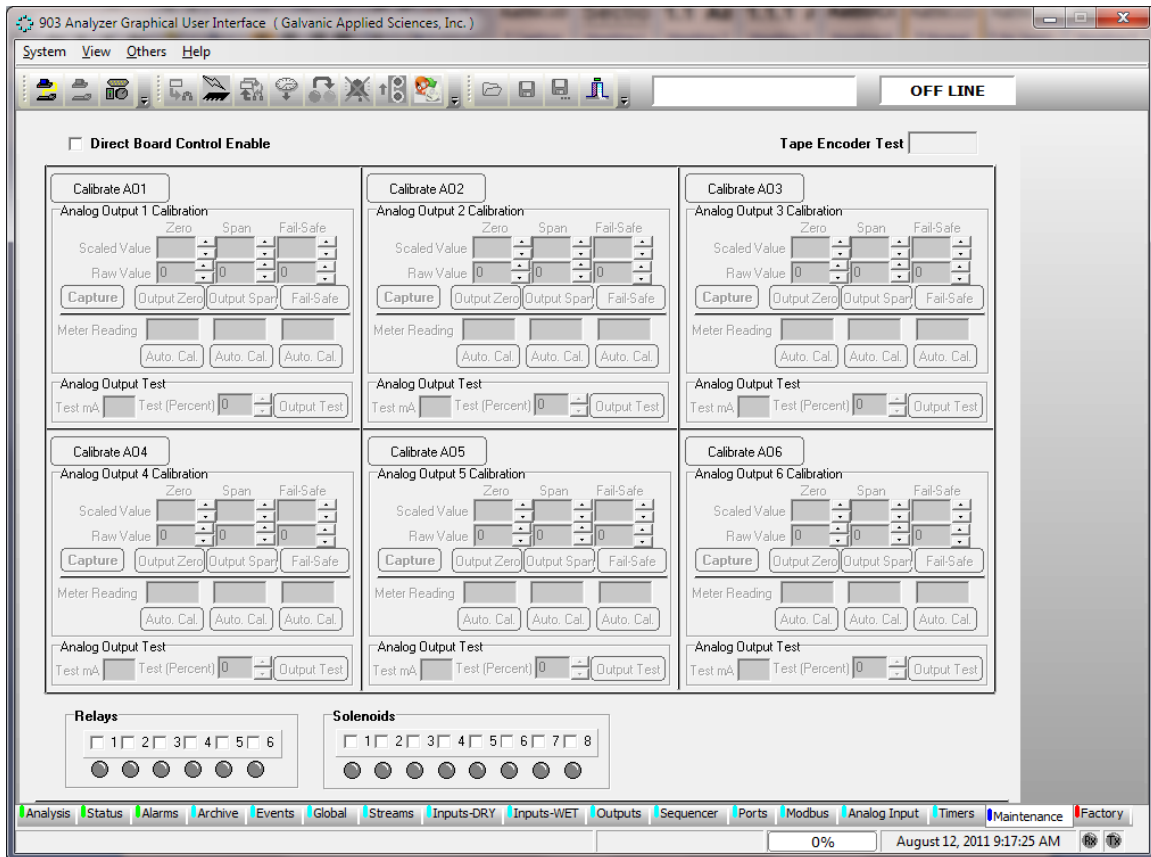 903 Analyzer Graphical User Interface ( Galvanic Applied Sciences, Inc. )
System View Others Help
OFF LINE
Direct Board Control Enable Tape Encoder Test
Calibrate AO1 Calibrate AO2 Calibrate AO3
Analog Output 1 Calibration Analog Output 2 Calibration Analog Output 3 Calibration
Zero Span Fail-Safe Zero Span Fail-Safe Zero Span Fail-Safe
Scaled Value Scaled Value Scaled Value
Raw Value 0 0 0 Raw Value 0 0 0 Raw Value 0 0 0
Capture Output Zero Output Span Fail-Safe Capture Output Zero Output Span Fail-Safe Capture Output Zero Output Span Fail-Safe
Meter Reading Meter Reading Meter Reading
Auto. Cal. Auto. Cal. Auto. Cal. Auto. Cal. Auto. Cal. Auto. Cal. Auto. Cal. Auto. Cal. Auto. Cal.
Analog Output Test Analog Output Test Analog Output Test
Test mA Test (Percent) 0 Output Test Test mA Test (Percent) 0 Output Test Test mA Test (Percent) 0 Output Test
Calibrate AO4 Calibrate AO5 Calibrate AO6
Analog Output 4 Calibration Analog Output 5 Calibration Analog Output 6 Calibration
Zero Span Fail-Safe Zero Span Fail-Safe Zero Span Fail-Safe
Scaled Value Scaled Value Scaled Value
Raw Value 0 0 0 Raw Value 0 0 0 Raw Value 0 0 0
Capture Output Zero Output Span Fail-Safe Capture Output Zero Output Span Fail-Safe Capture Output Zero Output Span Fail-Safe
Meter Reading Meter Reading Meter Reading
Auto. Cal. Auto. Cal. Auto. Cal. Auto. Cal. Auto. Cal. Auto. Cal. Auto. Cal. Auto. Cal. Auto. Cal.
Analog Output Test Analog Output Test Analog Output Test
Test mA Test (Percent) 0 Output Test Test mA Test (Percent) 0 Output Test Test mA Test (Percent) 0 Output Test
Relays Solenoids
1 2 3 4 5 6 1 2 3 4 5 6 7 8
Analysis Status Alarms Archive Events Global Streams Inputs-DRY Inputs-WET Outputs Sequencer Ports Modbus Analog Input Timers Maintenance Factory
0% August 12, 2011 9:17:25 AM Rx Tx